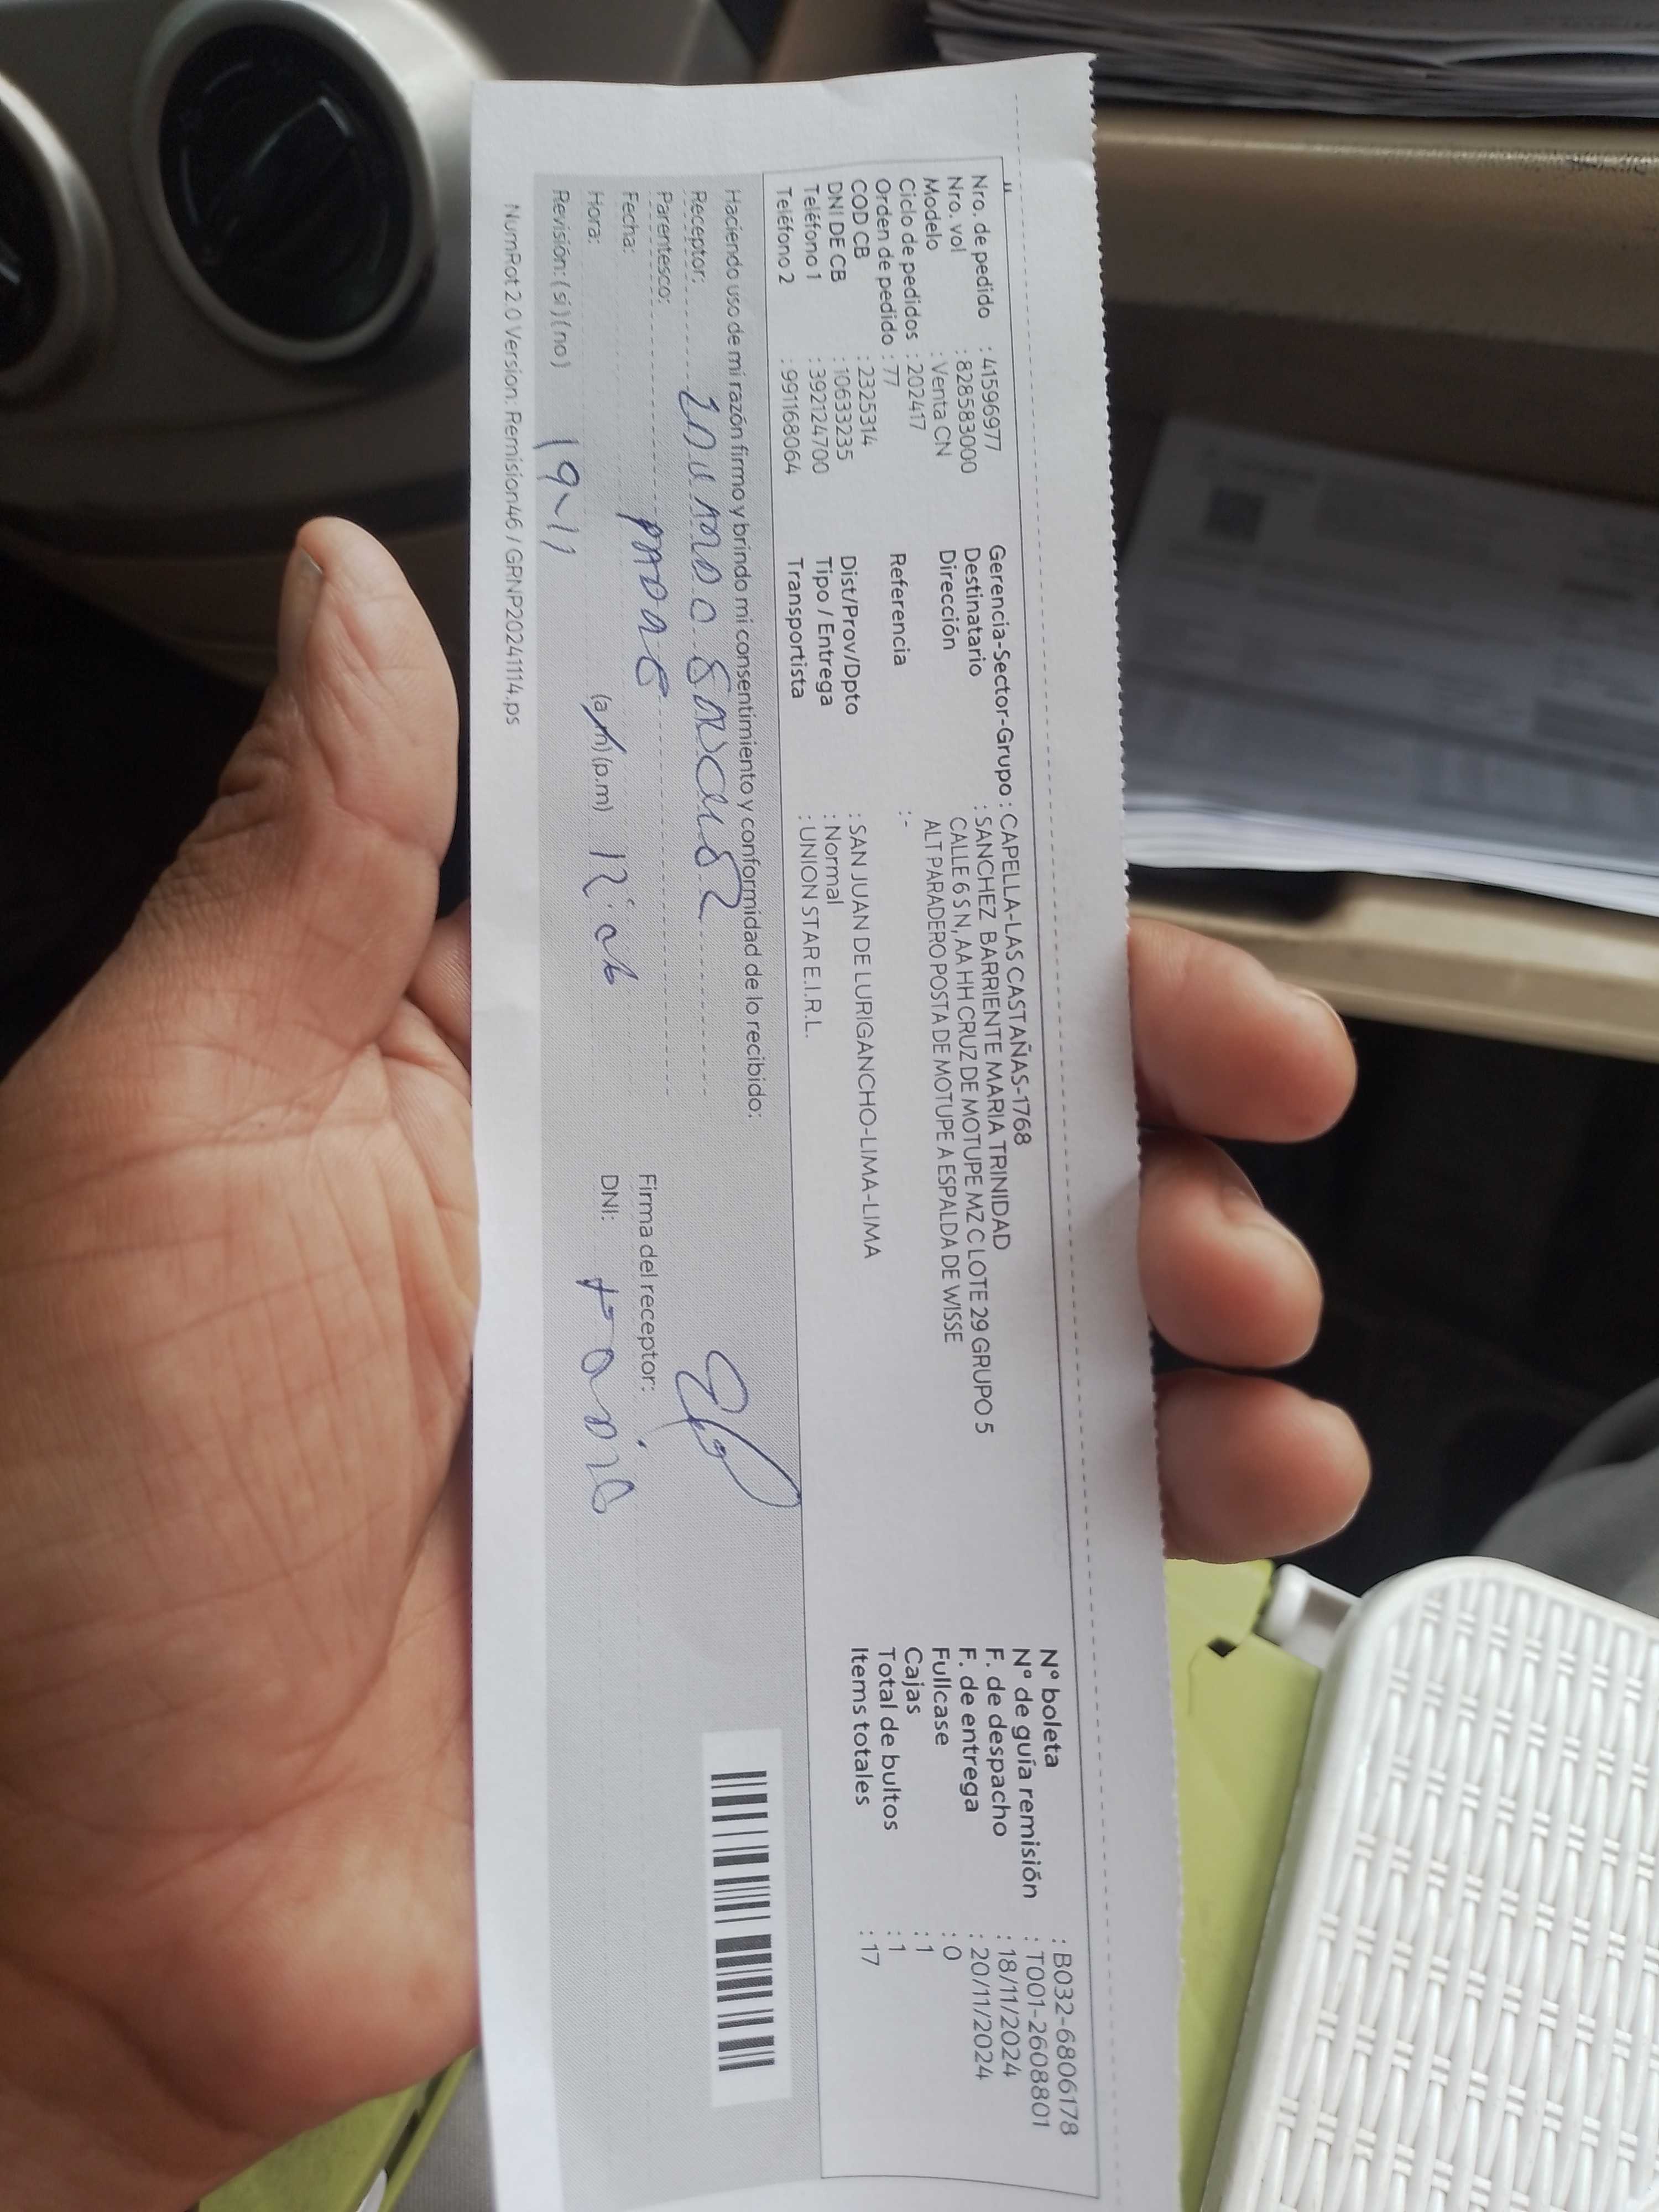 Nro. de pedido : 41596977
Nro. vol : 828583000
Modelo : Venta CN
Ciclo de pedidos : 202417
Orden de pedido : 77
COD CB : 2325314
DNI DE CB : 10633235
Teléfono 1 : 392124700
Teléfono 2 : 991168064
Gerencia-Sector-Grupo : CAPELLA-LAS CASTAÑAS-1768
Destinatario : SANCHEZ BARRIENTE MARIA TRINIDAD
Dirección CALLE 6 S N, AA HH CRUZ DE MOTUPE MZ C LOTE 29 GRUPO 5
ALT PARADERO POSTA DE MOTUPE A ESPALDA DE WISSE
Referencia : -
Dist/Prov/Dpto : SAN JUAN DE LURIGANCHO-LIMA-LIMA
Tipo / Entrega : Normal
Transportista : UNION STAR E.I.R.L.
N° boleta : B032-6806178
N° de guía remisión : T001-2608801
F. de despacho : 18/11/2024
F. de entrega : 20/11/2024
Fullcase : 0
Cajas : 1
Total de bultos : 1
Items totales : 17
Haciendo uso de mi razón firmo y brindo mi consentimiento y conformidad de lo recibido:
Receptor:
Parentesco: PADRE
Fecha:
Hora: (a.m) (p.m)
Revisión: (si) (no) 19-11
Firma del receptor:
DNI:
NumRot 2.0 Version: Remision46 / GRNP20241114.ps